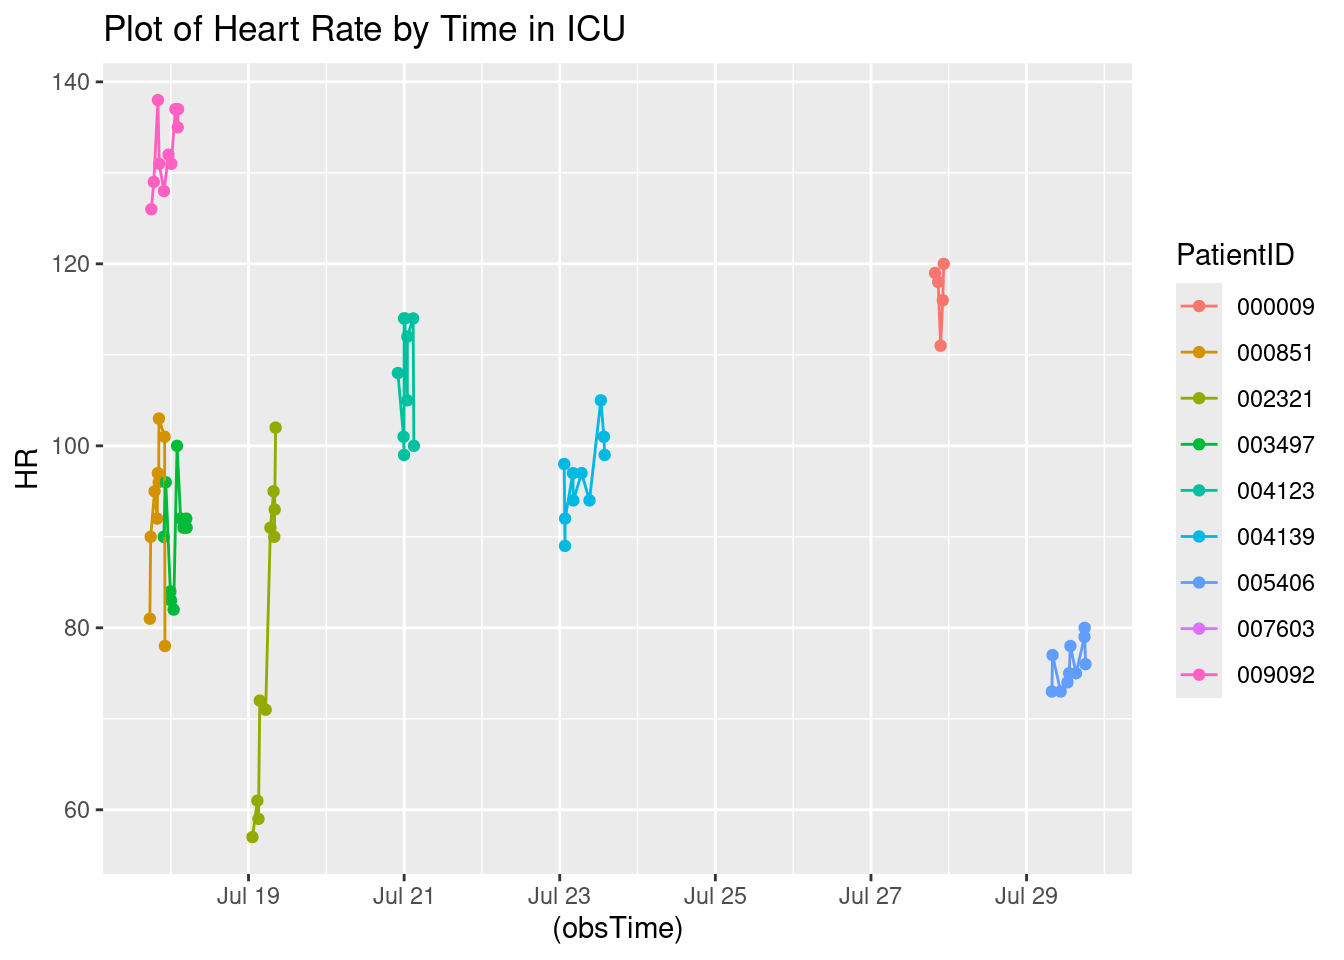 Plot of Heart Rate by Time in ICU
140
120
100
80
60
HR
Jul 19 Jul 21 Jul 23 Jul 25 Jul 27 Jul 29
(obsTime)
PatientID
000009
000851
002321
003497
004123
004139
005406
007603
009092